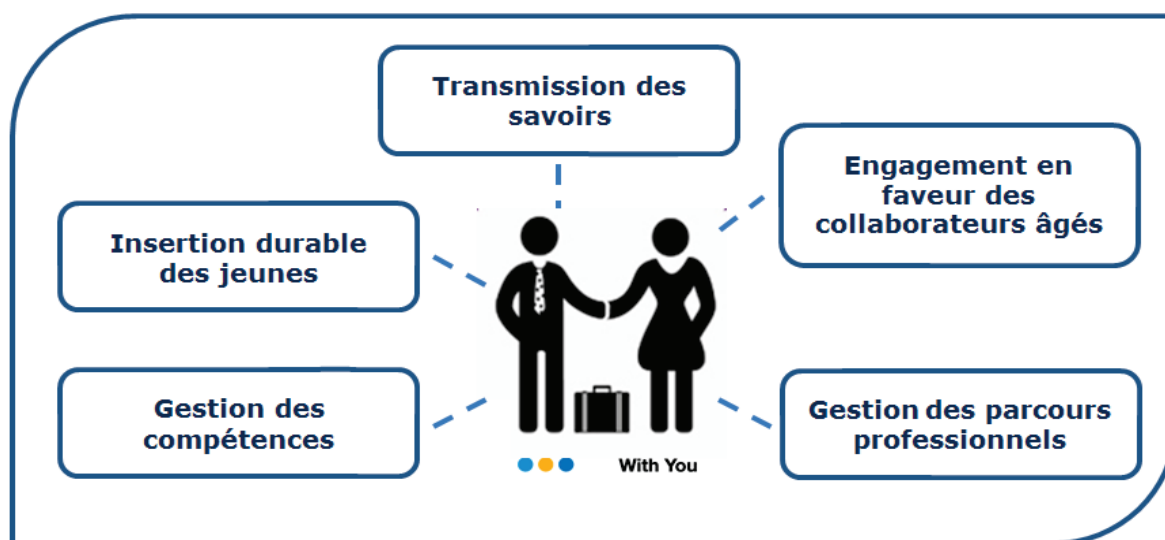 Transmission des
savoirs
Engagement en
faveur des
collaborateurs âgés
Insertion durable
des jeunes
Gestion des
compétences
Gestion des parcours
professionnels
With You